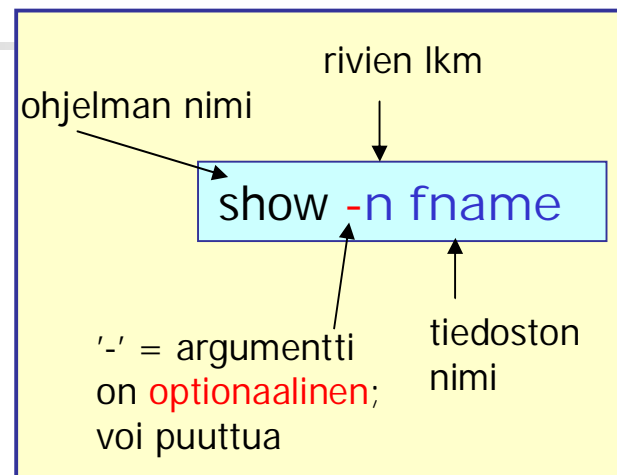 rivien lkm
ohjelman nimi
show -n fname
'-' = argumentti
on optionaalinen;
voi puuttua
tiedoston
nimi